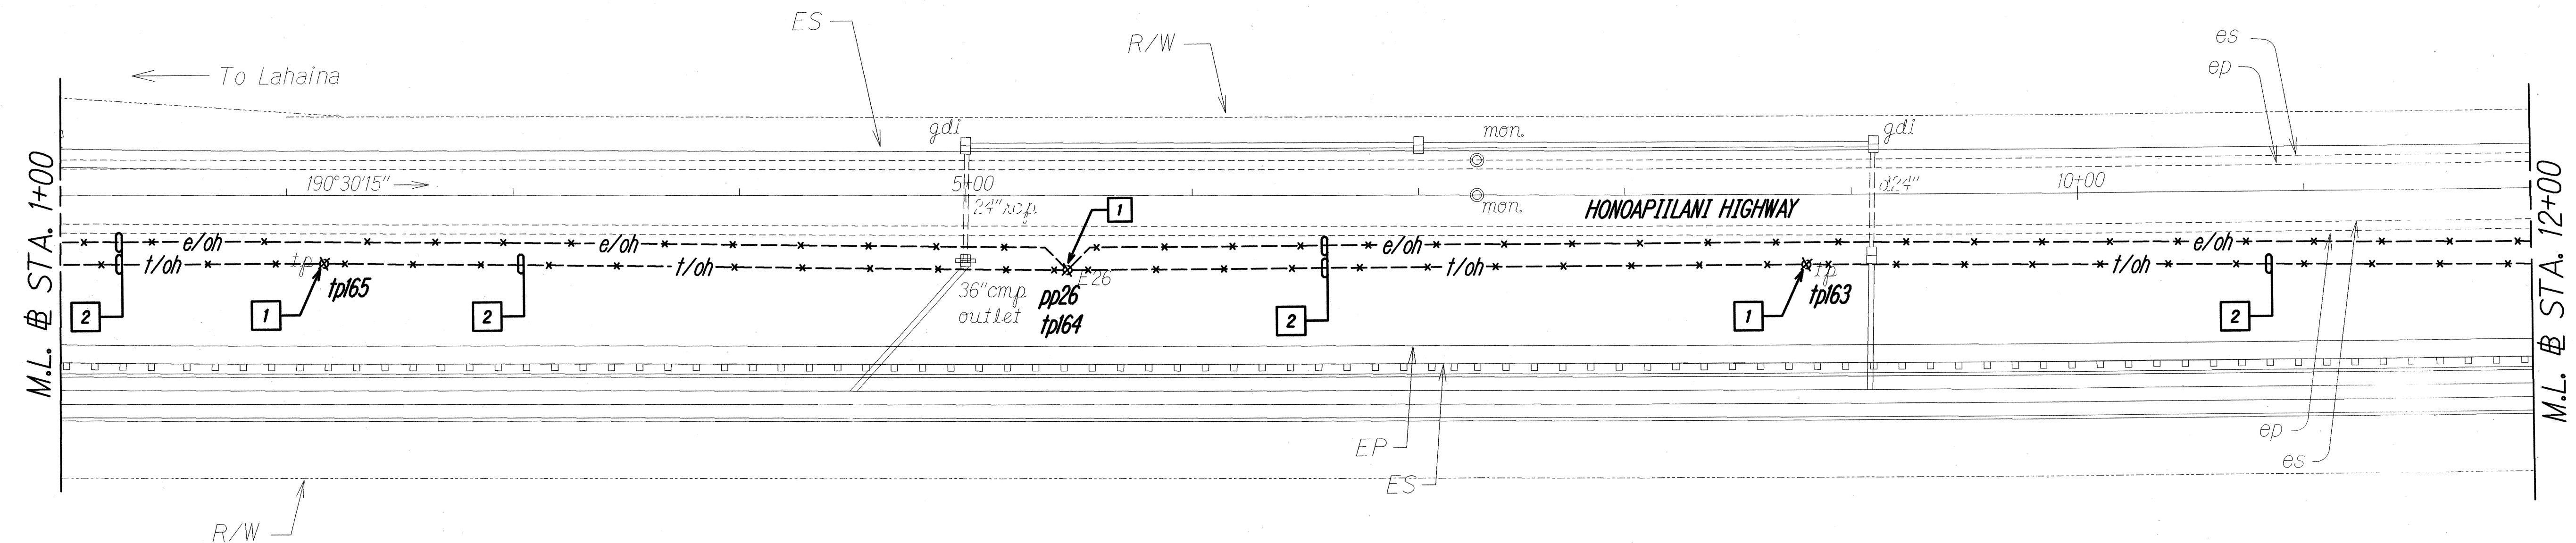 ES
R/W
es
ep
To Lahaina
gdi
mon.
gdi
M.L. ⅊ STA. 1+00
190°30'15"
5+00
d24"
10+00
24" rcp
1
mon.
HONOAPIILANI HIGHWAY
M.L. ⅊ STA. 12+00
e/oh
e/oh
e/oh
e/oh
t/oh
tp
t/oh
t/oh
tp
t/oh
E26
tp165
36"cmp
outlet
pp26
tp164
tp163
2
1
2
2
1
2
EP
ES
ep
es
R/W